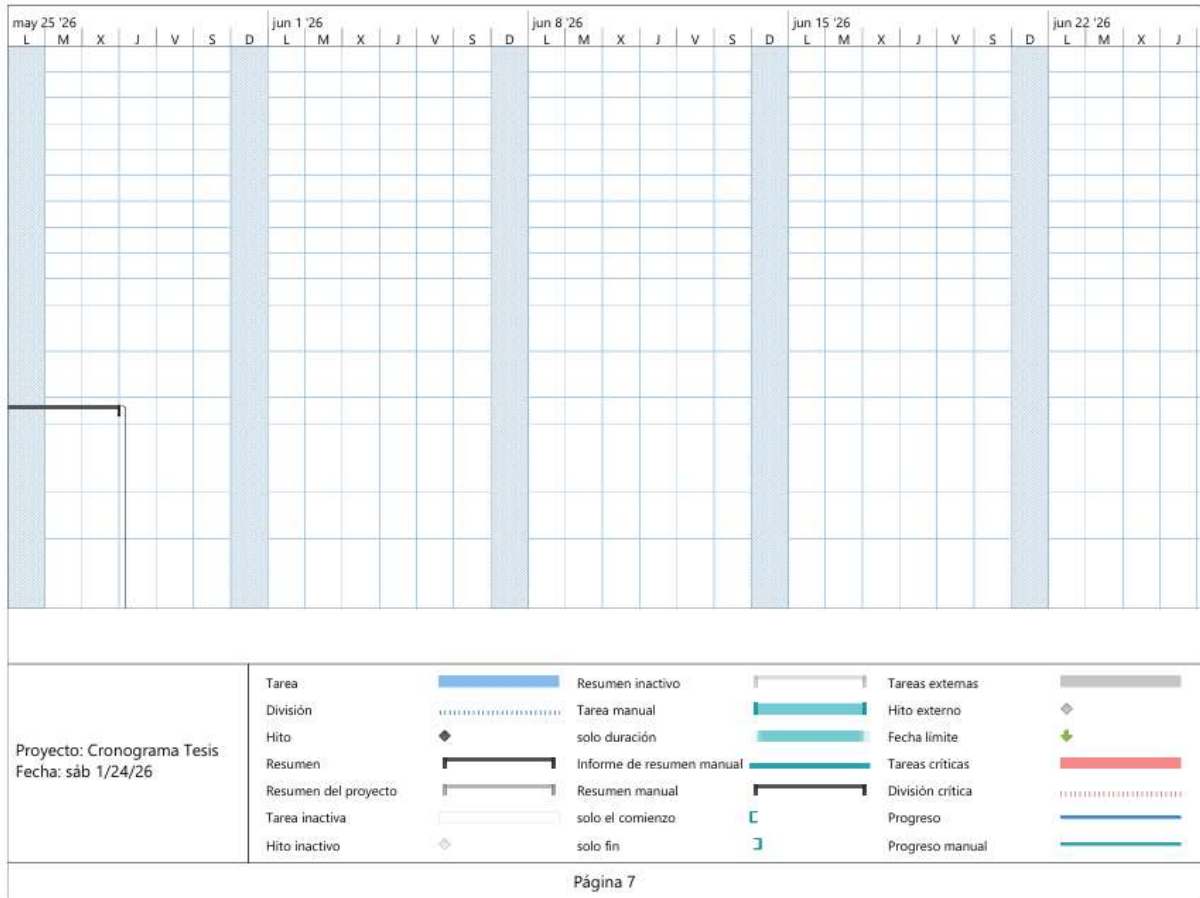 may 25 '26 jun 1 '26 jun 8 '26 jun 15 '26 jun 22 '26
L M X J V S D L M X J V S D L M X J V S D L M X J V S D L M X J
Proyecto: Cronograma Tesis
Fecha: sáb 1/24/26
Tarea
División
Hito
Resumen
Resumen del proyecto
Tarea inactiva
Hito inactivo
Resumen inactivo
Tarea manual
solo duración
Informe de resumen manual
Resumen manual
solo el comienzo
solo fin
Tareas externas
Hito externo
Fecha límite
Tareas críticas
División crítica
Progreso
Progreso manual
Página 7